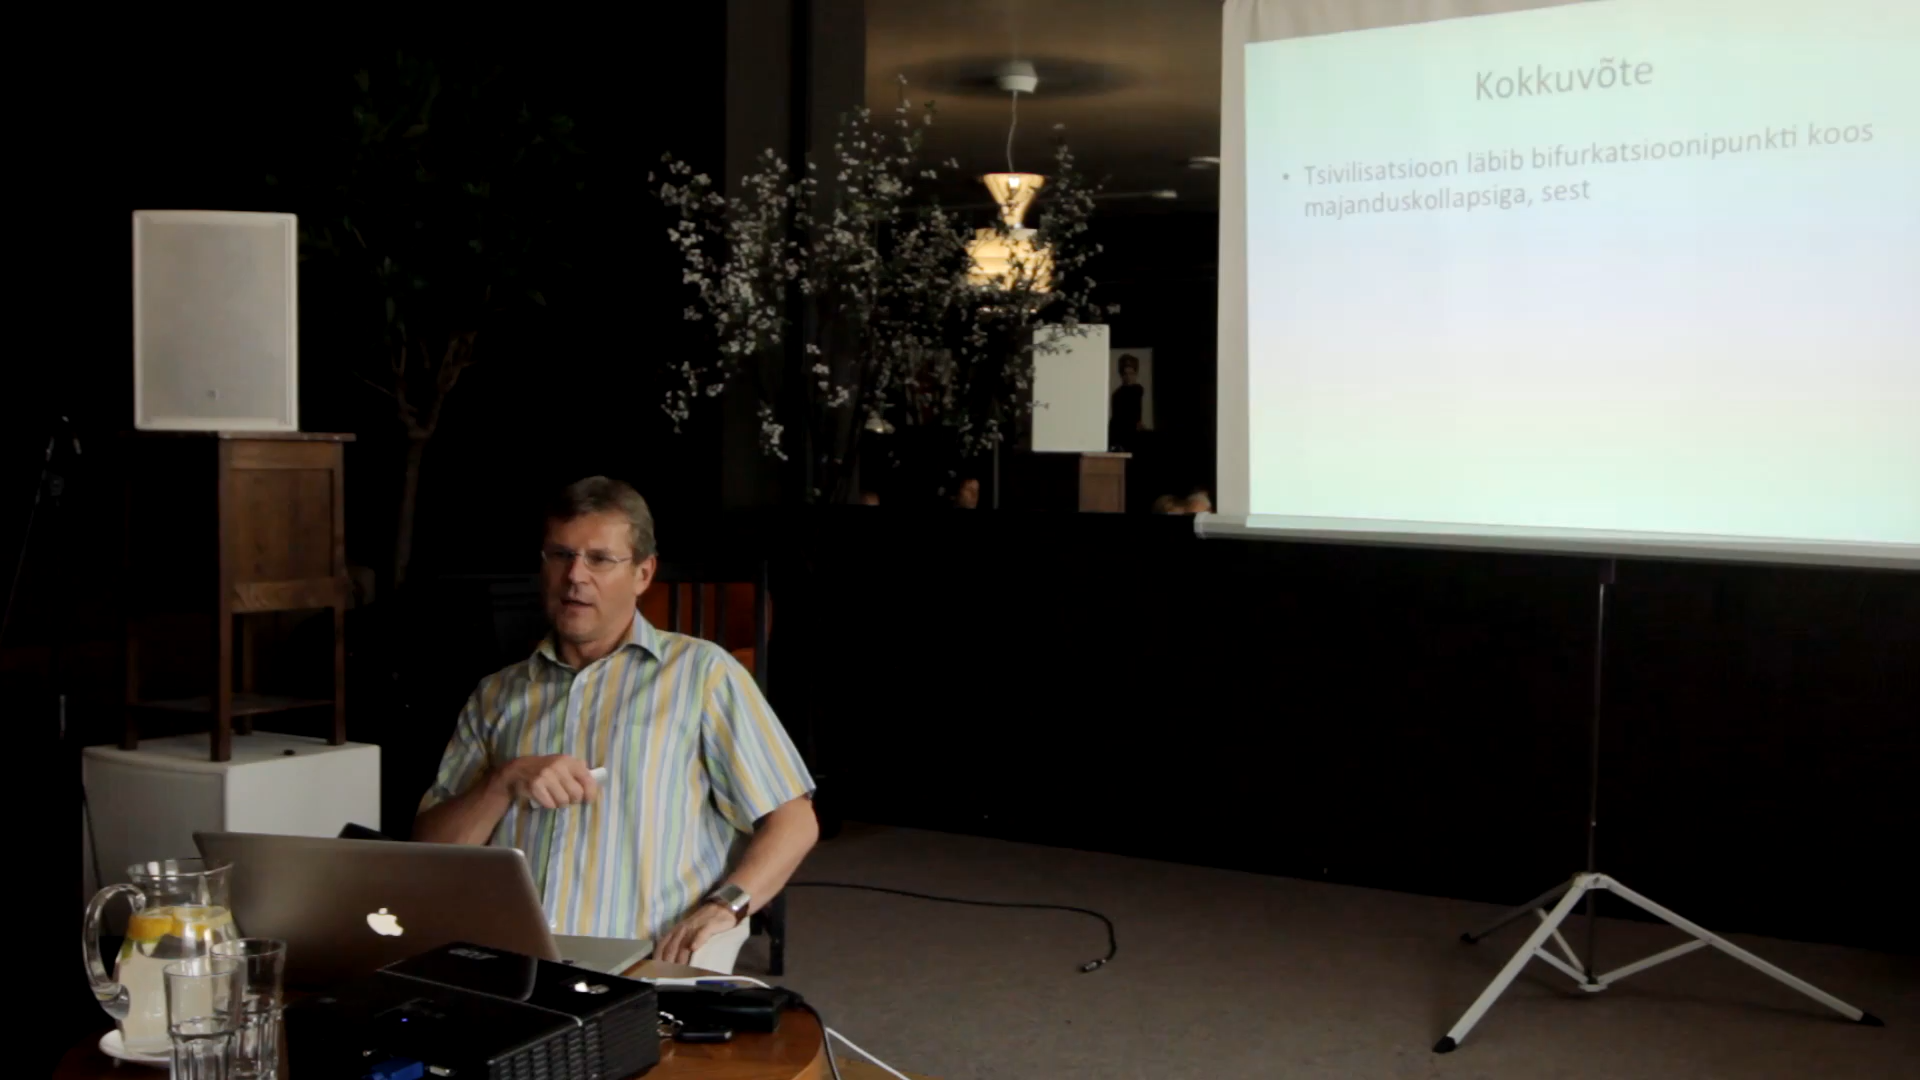 Kokkuvõte
• Tsivilisatsioon läbib bifurkatsioonipunkti koos
majanduskollapsiga, sest